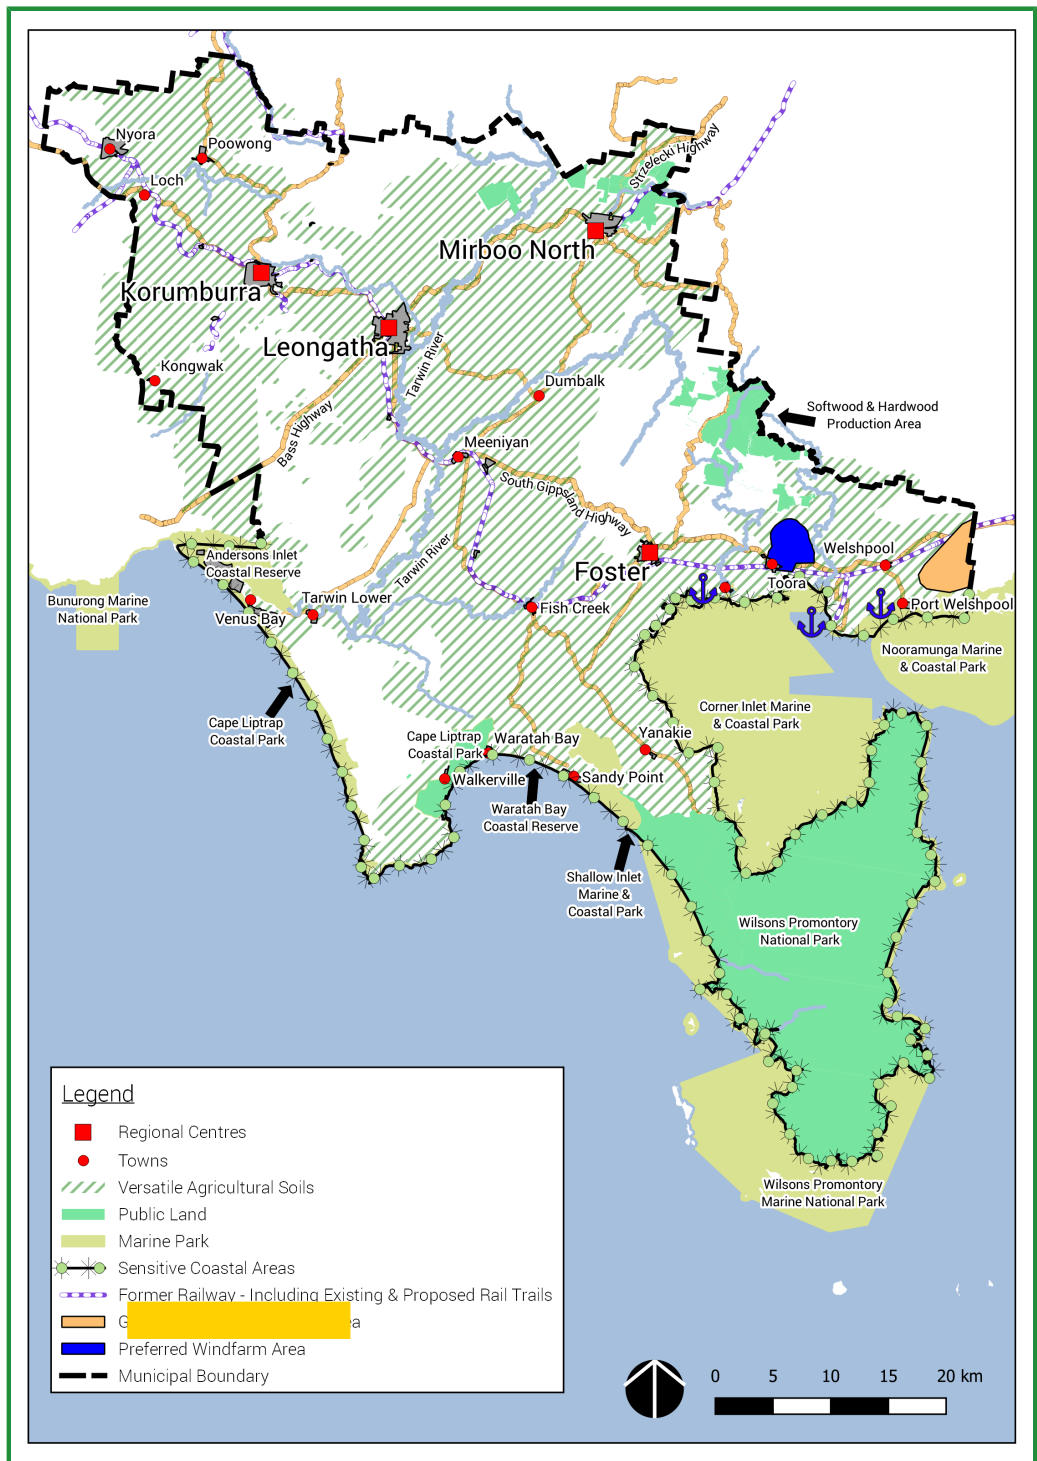 Nyora
Poowong
Loch
Strzelecki Highway
Mirboo North
Korumburra
Leongatha
Tarwin River
Kongwak
Dumbalk
Softwood & Hardwood
Production Area
Bass Highway
Meeniyan
South Gippsland Highway
Tarwin River
Andersons Inlet
Coastal Reserve
Welshpool
Foster
Toora
Bunurong Marine
National Park
Venus Bay
Tarwin Lower
Fish Creek
Port Welshpool
Nooramunga Marine
& Coastal Park
Cape Liptrap
Coastal Park
Corner Inlet Marine
& Coastal Park
Cape Liptrap
Coastal Park
Waratah Bay
Yanakie
Walkerville
Sandy Point
Waratah Bay
Coastal Reserve
Shallow Inlet
Marine &
Coastal Park
Wilsons Promontory
National Park
Wilsons Promontory
Marine National Park
Legend
Regional Centres
Towns
Versatile Agricultural Soils
Public Land
Marine Park
Sensitive Coastal Areas
Former Railway - Including Existing & Proposed Rail Trails
Preferred Windfarm Area
Municipal Boundary
0 5 10 15 20 km